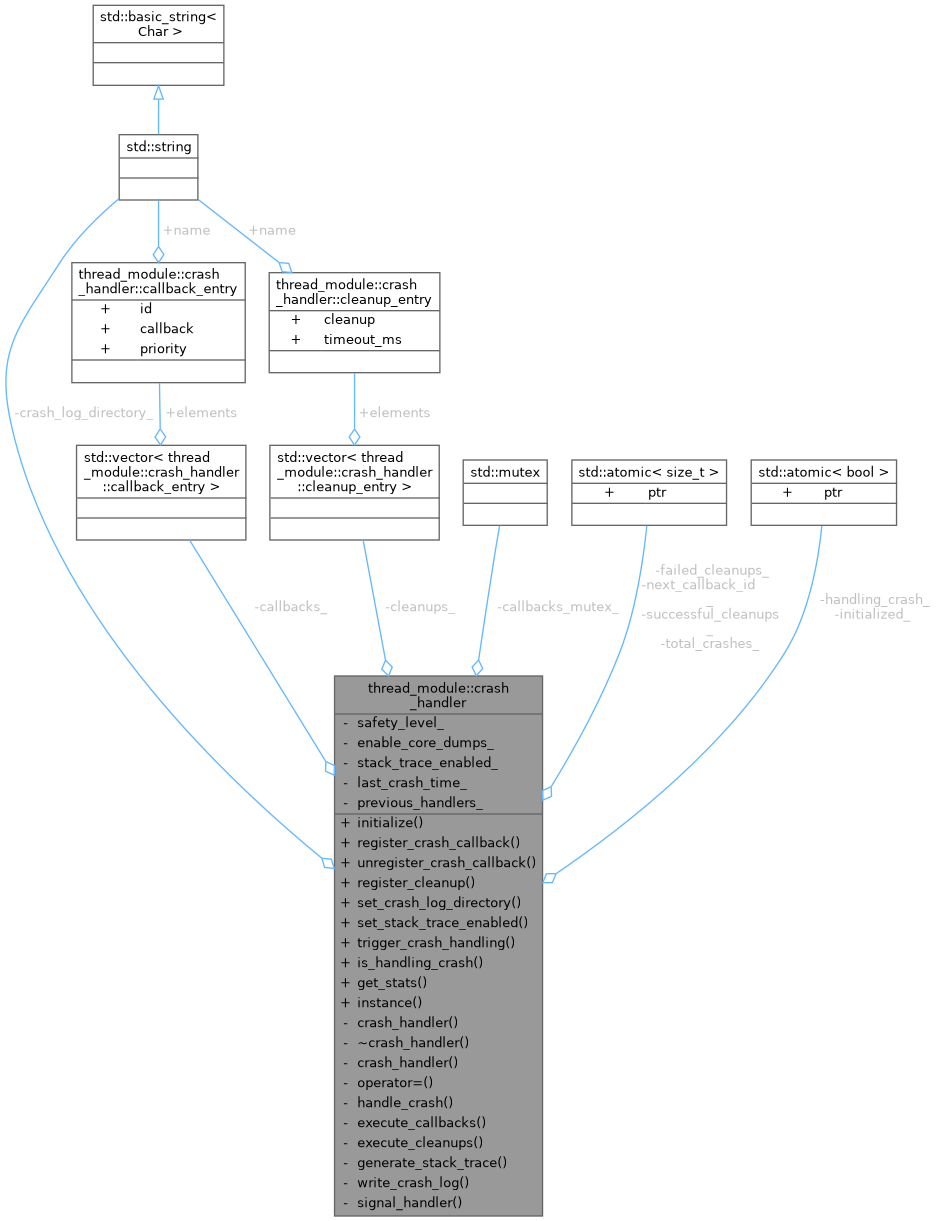 std::basic_string<
Char >
std::string
+name
+name
thread_module::crash
_handler::callback_entry
+ id
+ callback
+ priority
thread_module::crash
_handler::cleanup_entry
+ cleanup
+ timeout_ms
-crash_log_directory_
+elements
+elements
std::vector< thread
_module::crash_handler
::callback_entry >
std::vector< thread
_module::crash_handler
::cleanup_entry >
std::mutex
std::atomic< size_t >
+ ptr
std::atomic< bool >
+ ptr
-callbacks_
-cleanups_
-callbacks_mutex_
-failed_cleanups_
-next_callback_id
_
-successful_cleanups
_
-total_crashes_
-handling_crash_
-initialized_
thread_module::crash
_handler
- safety_level_
- enable_core_dumps_
- stack_trace_enabled_
- last_crash_time_
- previous_handlers_
+ initialize()
+ register_crash_callback()
+ unregister_crash_callback()
+ register_cleanup()
+ set_crash_log_directory()
+ set_stack_trace_enabled()
+ trigger_crash_handling()
+ is_handling_crash()
+ get_stats()
+ instance()
- crash_handler()
- ~crash_handler()
- crash_handler()
- operator=()
- handle_crash()
- execute_callbacks()
- execute_cleanups()
- generate_stack_trace()
- write_crash_log()
- signal_handler()